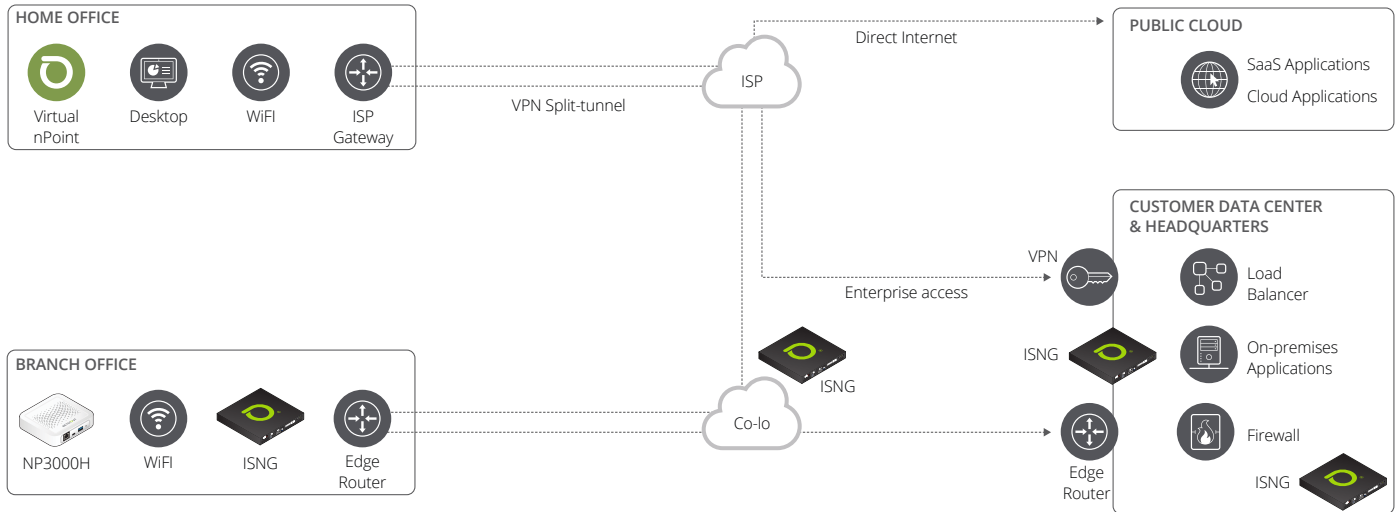 HOME OFFICE
Virtual
nPoint
Desktop
WiFI
ISP
Gateway
VPN Split-tunnel
ISP
Direct Internet
PUBLIC CLOUD
SaaS Applications
Cloud Applications
Enterprise access
VPN
CUSTOMER DATA CENTER
& HEADQUARTERS
Load
Balancer
ISNG
On-premises
Applications
Firewall
ISNG
Edge
Router
ISNG
Co-lo
BRANCH OFFICE
NP3000H
WiFI
ISNG
Edge
Router